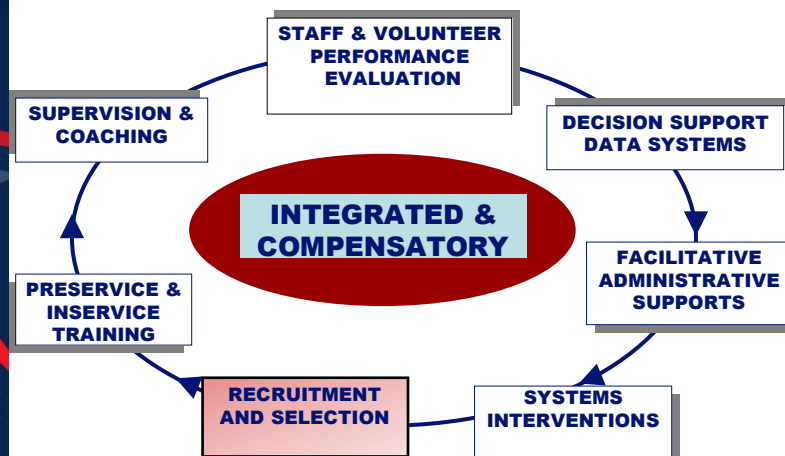 STAFF & VOLUNTEER
PERFORMANCE
EVALUATION
SUPERVISION &
COACHING
DECISION SUPPORT
DATA SYSTEMS
INTEGRATED &
COMPENSATORY
FACILITATIVE
ADMINISTRATIVE
SUPPORTS
PRESERVICE &
INSERVICE
TRAINING
RECRUITMENT
AND SELECTION
SYSTEMS
INTERVENTIONS